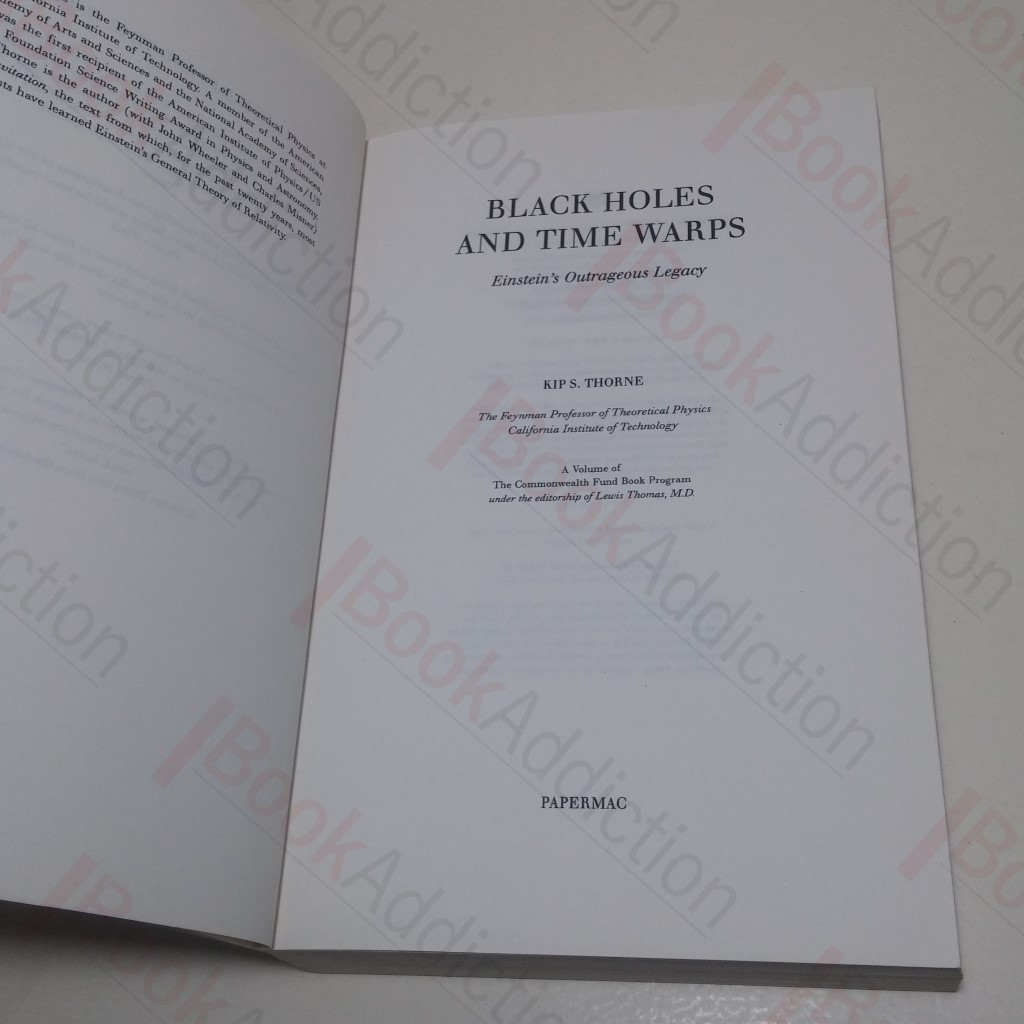 is the Feynman Professor of Theoretical Physics at
ifornia Institute of Technology. A member of the American
emy of Arts and Sciences and the National Academy of Sciences,
was the first recipient of the American Institute of Physics/US
Foundation Science Writing Award in Physics and Astronomy.
Thorne is the author (with John Wheeler and Charles Misner)
vitation, the text from which, for the past twenty years, most
sts have learned Einstein's General Theory of Relativity.
BLACK HOLES
AND TIME WARPS
Einstein's Outrageous Legacy
KIP S. THORNE
The Feynman Professor of Theoretical Physics
California Institute of Technology
A Volume of
The Commonwealth Fund Book Program
under the editorship of Lewis Thomas, M.D.
PAPERMAC
BookAddiction